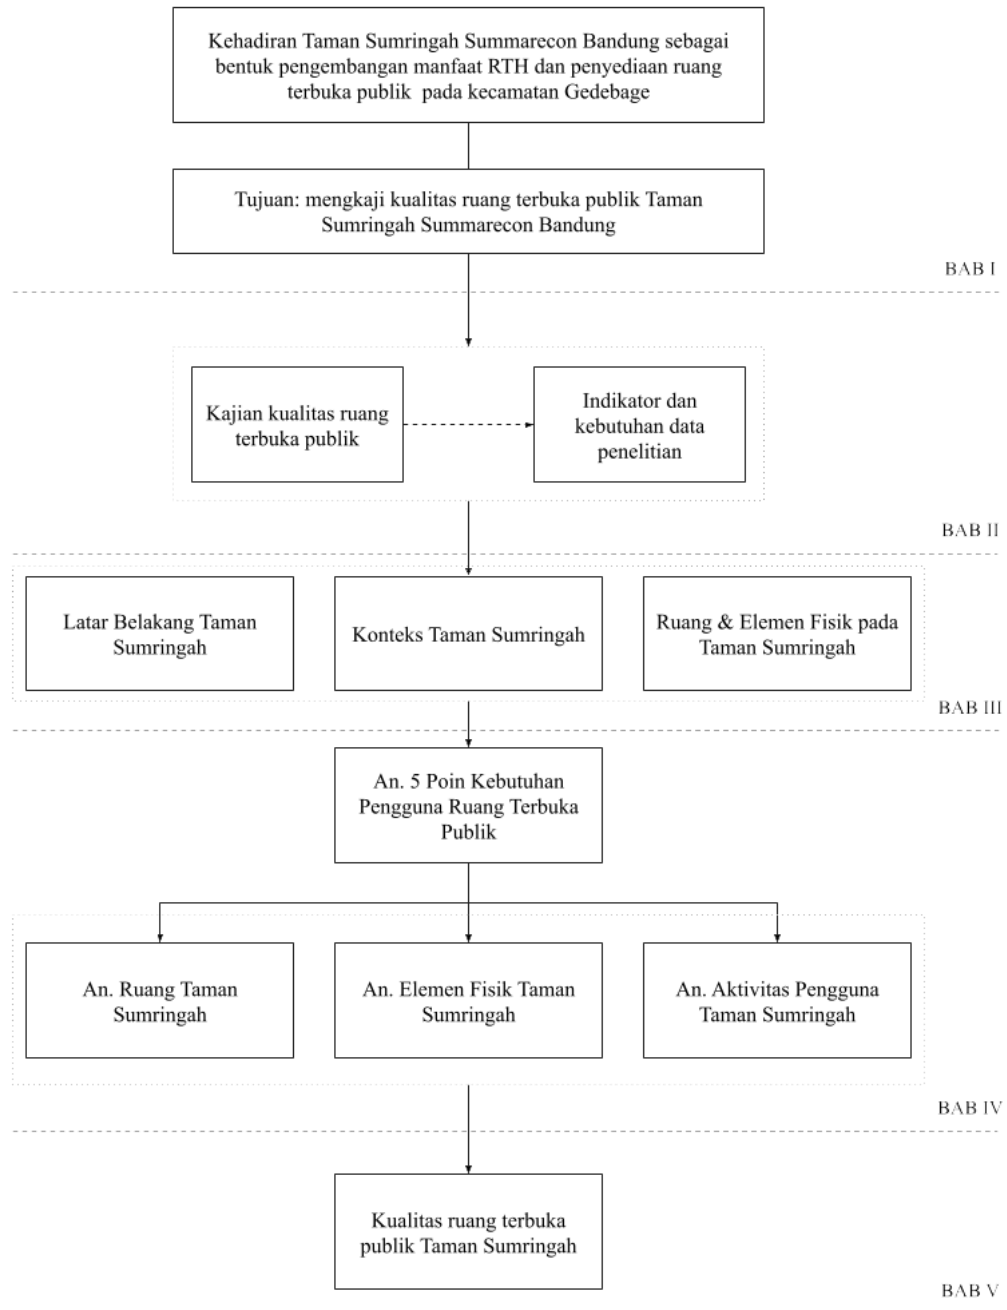 Kehadiran Taman Sumringah Summarecon Bandung sebagai
bentuk pengembangan manfaat RTH dan penyediaan ruang
terbuka publik pada kecamatan Gedebage
Tujuan: mengkaji kualitas ruang terbuka publik Taman
Sumringah Summarecon Bandung
BAB I
Kajian kualitas ruang
terbuka publik
Indikator dan
kebutuhan data
penelitian
BAB II
Latar Belakang Taman
Sumringah
Konteks Taman Sumringah
Ruang & Elemen Fisik pada
Taman Sumringah
BAB III
An. 5 Poin Kebutuhan
Pengguna Ruang Terbuka
Publik
An. Ruang Taman
Sumringah
An. Elemen Fisik Taman
Sumringah
An. Aktivitas Pengguna
Taman Sumringah
BAB IV
Kualitas ruang terbuka
publik Taman Sumringah
BAB V